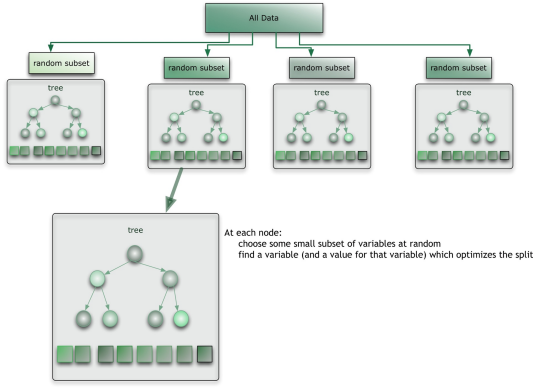 All Data
random subset
random subset
random subset
random subset
tree
tree
tree
tree
tree
At each node:
choose some small subset of variables at random
find a variable (and a value for that variable) which optimizes the split